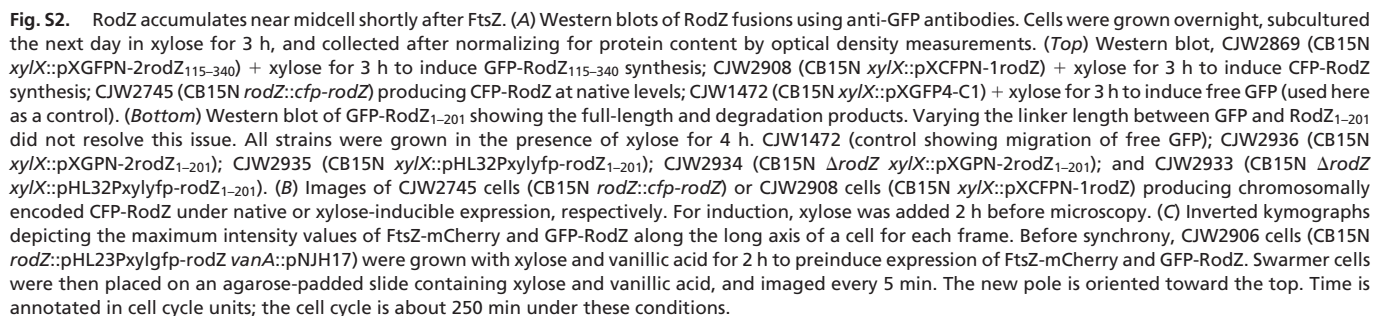 Fig. S2. RodZ accumulates near midcell shortly after FtsZ. (A) Western blots of RodZ fusions using anti-GFP antibodies. Cells were grown overnight, subcultured
the next day in xylose for 3 h, and collected after normalizing for protein content by optical density measurements. (Top) Western blot, CJW2869 (CB15N
xylX::pXGFPN-2rodZ115–340) + xylose for 3 h to induce GFP-RodZ115–340 synthesis; CJW2908 (CB15N xylX::pXCFPN-1rodZ) + xylose for 3 h to induce CFP-RodZ
synthesis; CJW2745 (CB15N rodZ::cfp-rodZ) producing CFP-RodZ at native levels; CJW1472 (CB15N xylX::pXGFP4-C1) + xylose for 3 h to induce free GFP (used here
as a control). (Bottom) Western blot of GFP-RodZ1–201 showing the full-length and degradation products. Varying the linker length between GFP and RodZ1–201
did not resolve this issue. All strains were grown in the presence of xylose for 4 h. CJW1472 (control showing migration of free GFP); CJW2936 (CB15N
xylX::pXGPN-2rodZ1–201); CJW2935 (CB15N xylX::pHL32Pxylyfp-rodZ1–201); CJW2934 (CB15N ΔrodZ xylX::pXGPN-2rodZ1–201); and CJW2933 (CB15N ΔrodZ
xylX::pHL32Pxylyfp-rodZ1–201). (B) Images of CJW2745 cells (CB15N rodZ::cfp-rodZ) or CJW2908 cells (CB15N xylX::pXCFPN-1rodZ) producing chromosomally
encoded CFP-RodZ under native or xylose-inducible expression, respectively. For induction, xylose was added 2 h before microscopy. (C) Inverted kymographs
depicting the maximum intensity values of FtsZ-mCherry and GFP-RodZ along the long axis of a cell for each frame. Before synchrony, CJW2906 cells (CB15N
rodZ::pHL23Pxylgfp-rodZ vanA::pNJH17) were grown with xylose and vanillic acid for 2 h to preinduce expression of FtsZ-mCherry and GFP-RodZ. Swarmer cells
were then placed on an agarose-padded slide containing xylose and vanillic acid, and imaged every 5 min. The new pole is oriented toward the top. Time is
annotated in cell cycle units; the cell cycle is about 250 min under these conditions.